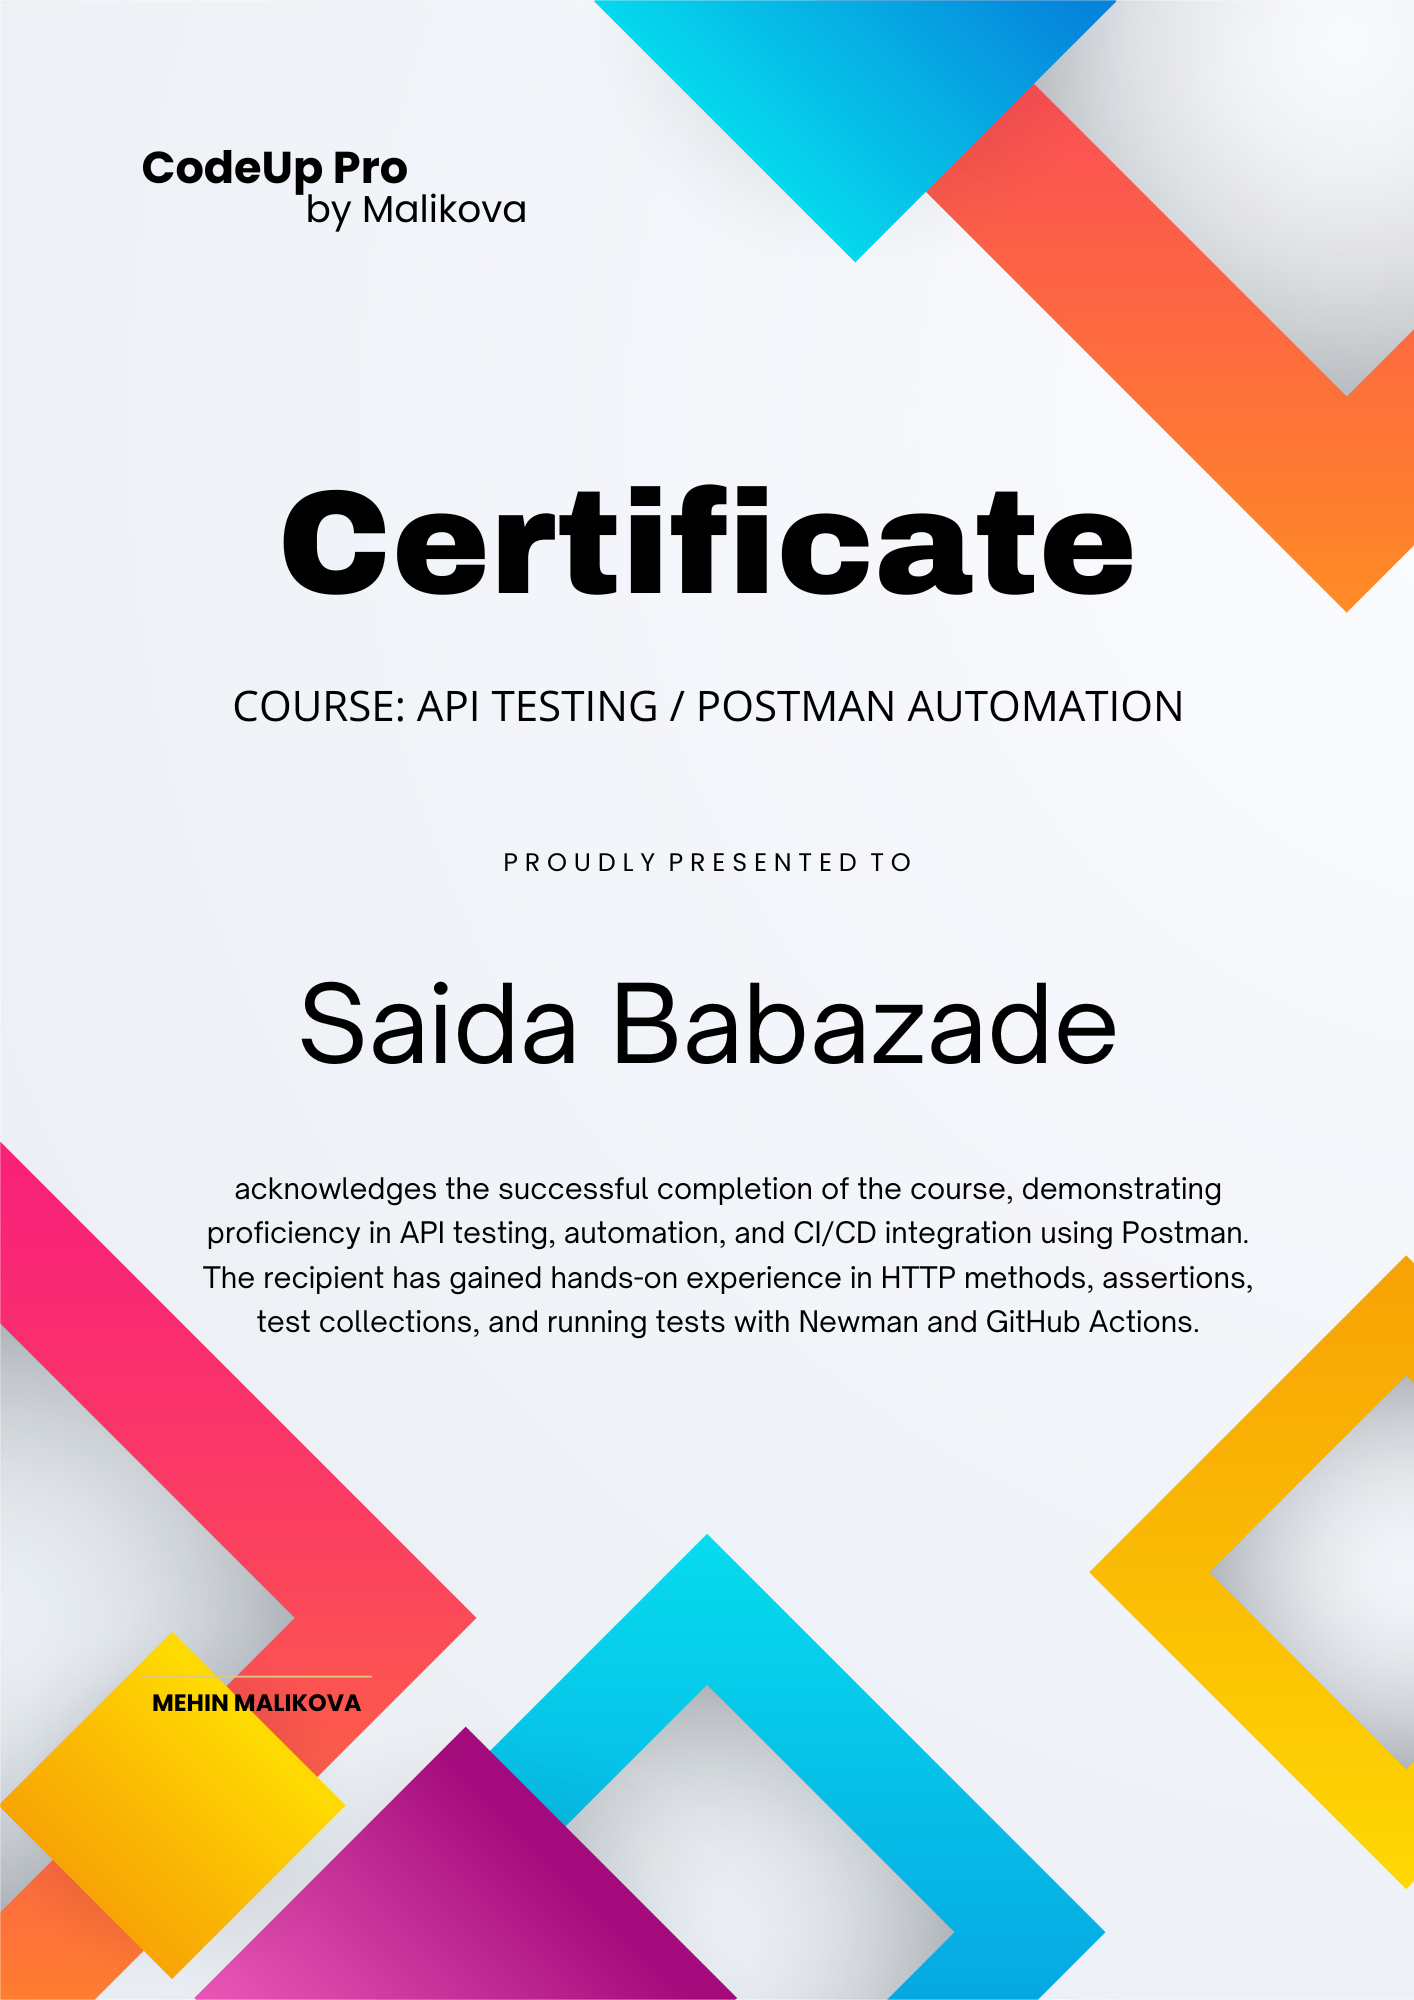 CodeUp Pro
by Malikova
Certificate
COURSE: API TESTING / POSTMAN AUTOMATION
PROUDLY PRESENTED TO
Saida Babazade
acknowledges the successful completion of the course, demonstrating
proficiency in API testing, automation, and CI/CD integration using Postman.
The recipient has gained hands-on experience in HTTP methods, assertions,
test collections, and running tests with Newman and GitHub Actions.
MEHIN MALIKOVA